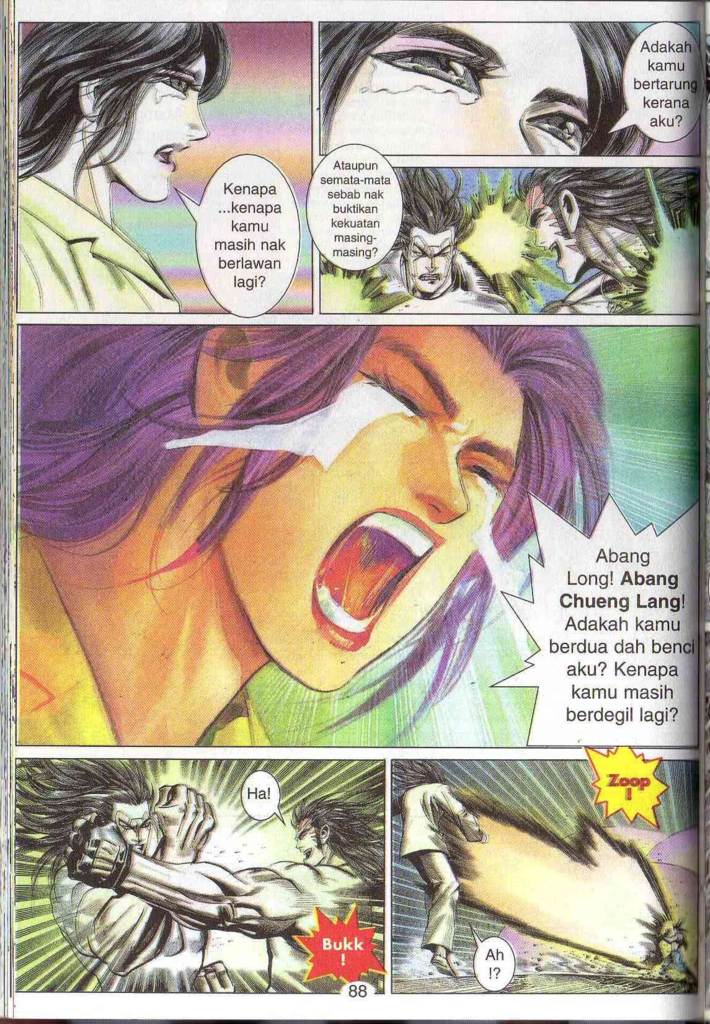 Kenapa
...kenapa
kamu
masih nak
berlawan
lagi?
Adakah
kamu
bertarung
kerana
aku?
Ataupun
semata-mata
sebab nak
buktikan
kekuatan
masing-
masing?
Abang
Long! Abang
Chueng Lang!
Adakah kamu
berdua dah benci
aku? Kenapa
kamu masih
berdegil lagi?
Ha!
Bukk
!
Zoop
!
Ah
!?
88